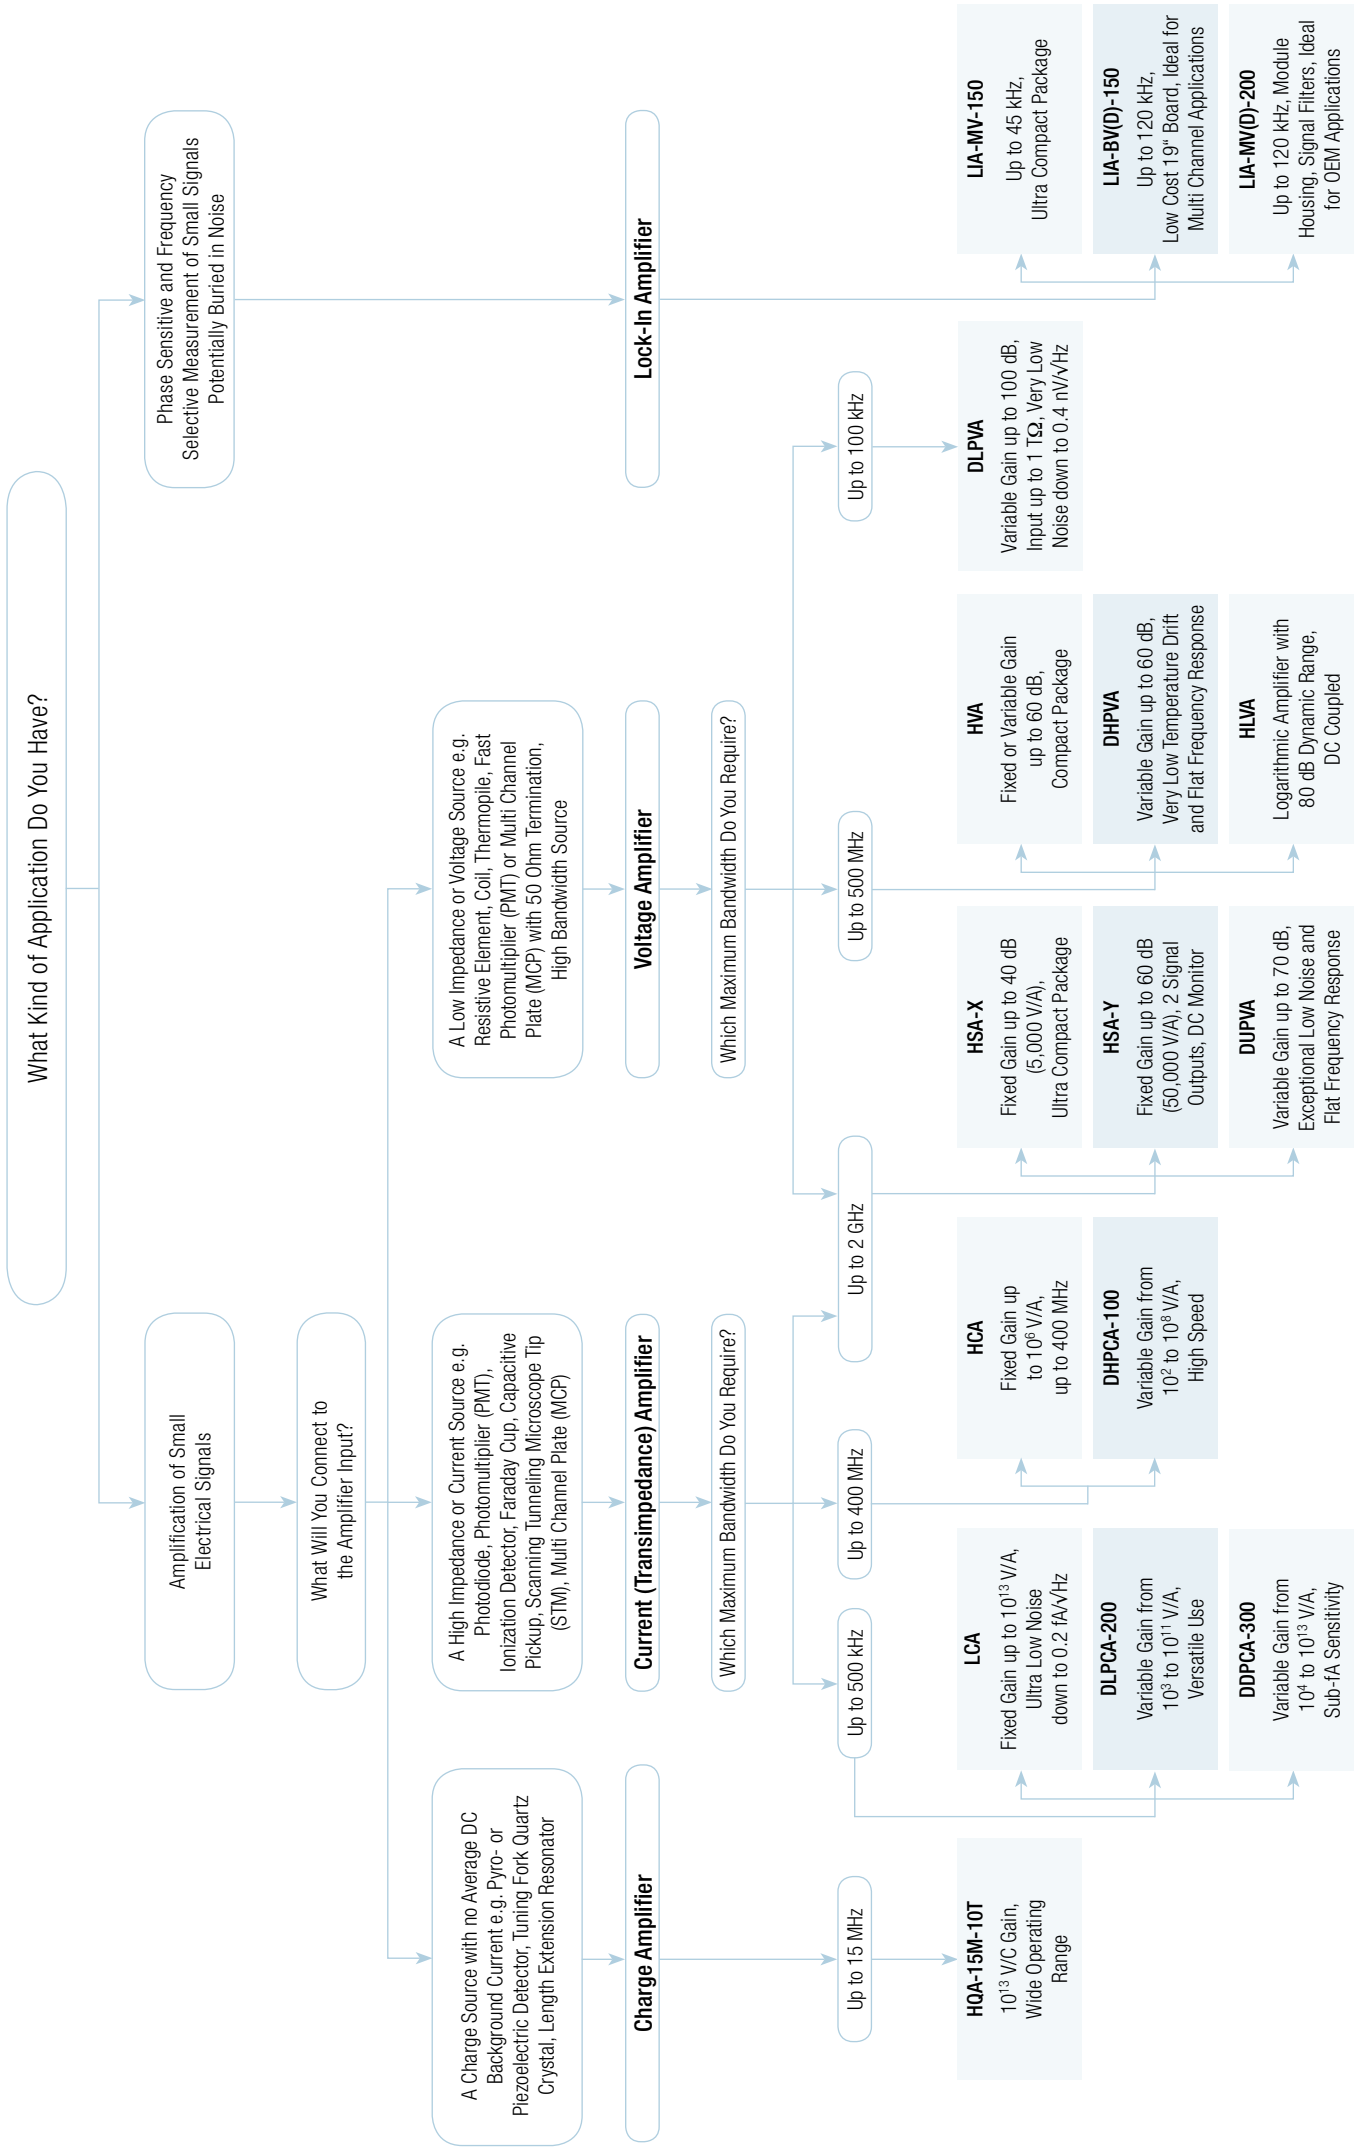 What Kind of Application Do You Have?
Amplification of Small
Electrical Signals
Phase Sensitive and Frequency
Selective Measurement of Small Signals
Potentially Buried in Noise
What Will You Connect to
the Amplifier Input?
A Charge Source with no Average DC
Background Current e.g. Pyro- or
Piezoelectric Detector, Tuning Fork Quartz
Crystal, Length Extension Resonator
A High Impedance or Current Source e.g.
Photodiode, Photomultiplier (PMT),
Ionization Detector, Faraday Cup, Capacitive
Pickup, Scanning Tunneling Microscope Tip
(STM), Multi Channel Plate (MCP)
A Low Impedance or Voltage Source e.g.
Resistive Element, Coil, Thermopile, Fast
Photomultiplier (PMT) or Multi Channel
Plate (MCP) with 50 Ohm Termination,
High Bandwidth Source
Charge Amplifier
Current (Transimpedance) Amplifier
Voltage Amplifier
Lock-In Amplifier
Which Maximum Bandwidth Do You Require?
Which Maximum Bandwidth Do You Require?
Up to 15 MHz
Up to 500 kHz
Up to 400 MHz
Up to 2 GHz
Up to 500 MHz
Up to 100 kHz
HQA-15M-10T
10¹³ V/C Gain,
Wide Operating
Range
LCA
Fixed Gain up to 10¹³ V/A,
Ultra Low Noise
down to 0.2 fA/√Hz
DLPCA-200
Variable Gain from
10³ to 10¹¹ V/A,
Versatile Use
DDPCA-300
Variable Gain from
10⁴ to 10¹³ V/A,
Sub-fA Sensitivity
HCA
Fixed Gain up
to 10⁶ V/A,
up to 400 MHz
DHPCA-100
Variable Gain from
10² to 10⁸ V/A,
High Speed
HSA-X
Fixed Gain up to 40 dB
(5,000 V/A),
Ultra Compact Package
HSA-Y
Fixed Gain up to 60 dB
(50,000 V/A), 2 Signal
Outputs, DC Monitor
DUPVA
Variable Gain up to 70 dB,
Exceptional Low Noise and
Flat Frequency Response
HVA
Fixed or Variable Gain
up to 60 dB,
Compact Package
DHPVA
Variable Gain up to 60 dB,
Very Low Temperature Drift
and Flat Frequency Response
HLVA
Logarithmic Amplifier with
80 dB Dynamic Range,
DC Coupled
DLPVA
Variable Gain up to 100 dB,
Input up to 1 TΩ, Very Low
Noise down to 0.4 nV/√Hz
LIA-MV-150
Up to 45 kHz,
Ultra Compact Package
LIA-BV(D)-150
Up to 120 kHz,
Low Cost 19“ Board, Ideal for
Multi Channel Applications
LIA-MV(D)-200
Up to 120 kHz, Module
Housing, Signal Filters, Ideal
for OEM Applications